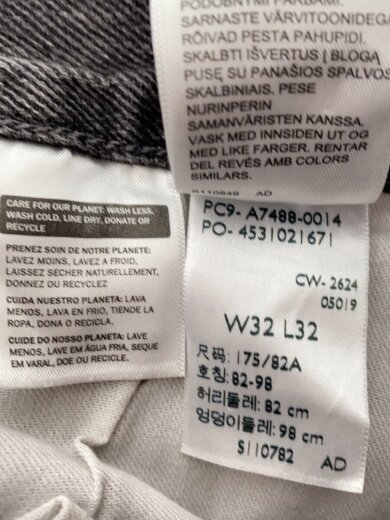 PODOBNÝMI FARBAMI.
SARNASTE VÄRVITOONIDEGA
RÕIVAD PESTA PAHUPIDI.
SKALBTI IŠVERTUS Į BLOGĄ
PUSĘ SU PANAŠIOS SPALVOS
SKALBINIAIS. PESE
NURINPERIN
SAMANVÄRISTEN KANSSA.
VASK MED INNSIDEN UT OG
MED LIKE FARGER. RENTAR
DEL REVÉS AMB COLORS
SIMILARS.
AD
CARE FOR OUR PLANET: WASH LESS,
WASH COLD, LINE DRY, DONATE OR
RECYCLE
PRENEZ SOIN DE NOTRE PLANETE:
LAVEZ MOINS, LAVEZ A FROID,
LAISSEZ SECHER NATURELLEMENT,
DONNEZ OU RECYCLEZ
CUIDA NUESTRO PLANETA: LAVA
MENOS, LAVA EN FRIO, TIENDE LA
ROPA, DONA O RECICLA.
CUIDE DO NOSSO PLANETA: LAVE
MENOS, LAVE EM ÁGUA FRIA, SEQUE
EM VARAL, DOE OU RECICLE.
PC9- A7488-0014
PO- 4531021671
CW- 2624
05019
W32 L32
尺码: 175/82A
호칭: 82-98
허리둘레: 82 cm
엉덩이둘레: 98 cm
S110782 AD